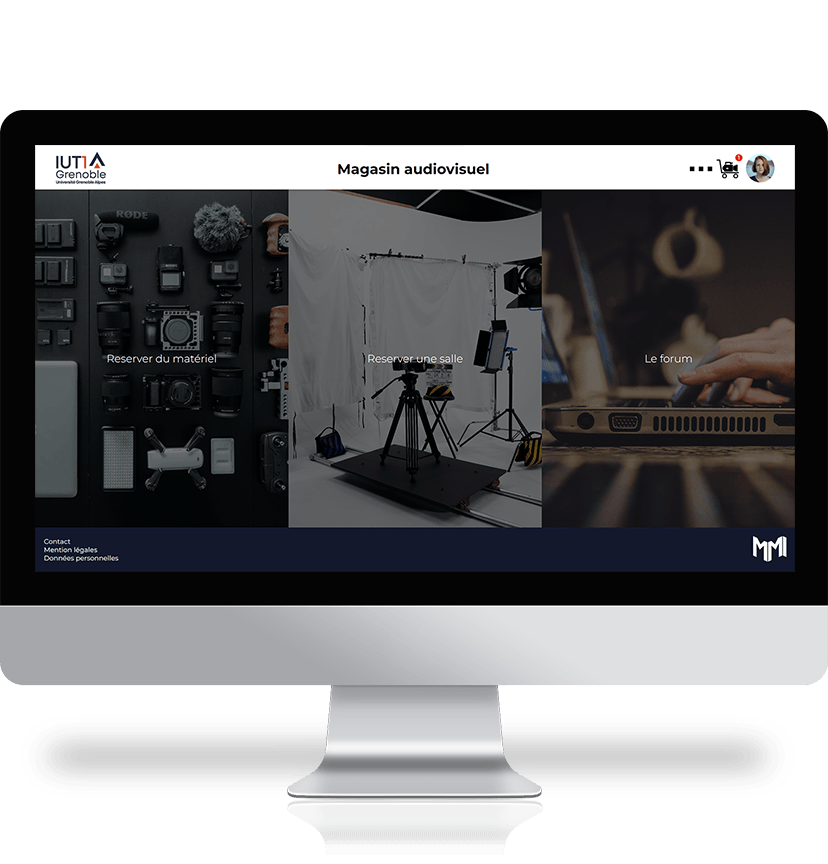 IUT1
Grenoble
Université Grenoble Alpes
Magasin audiovisuel
1
RØDE
Reserver du matériel
Reserver une salle
Le forum
Contact
Mention légales
Données personnelles
MMI